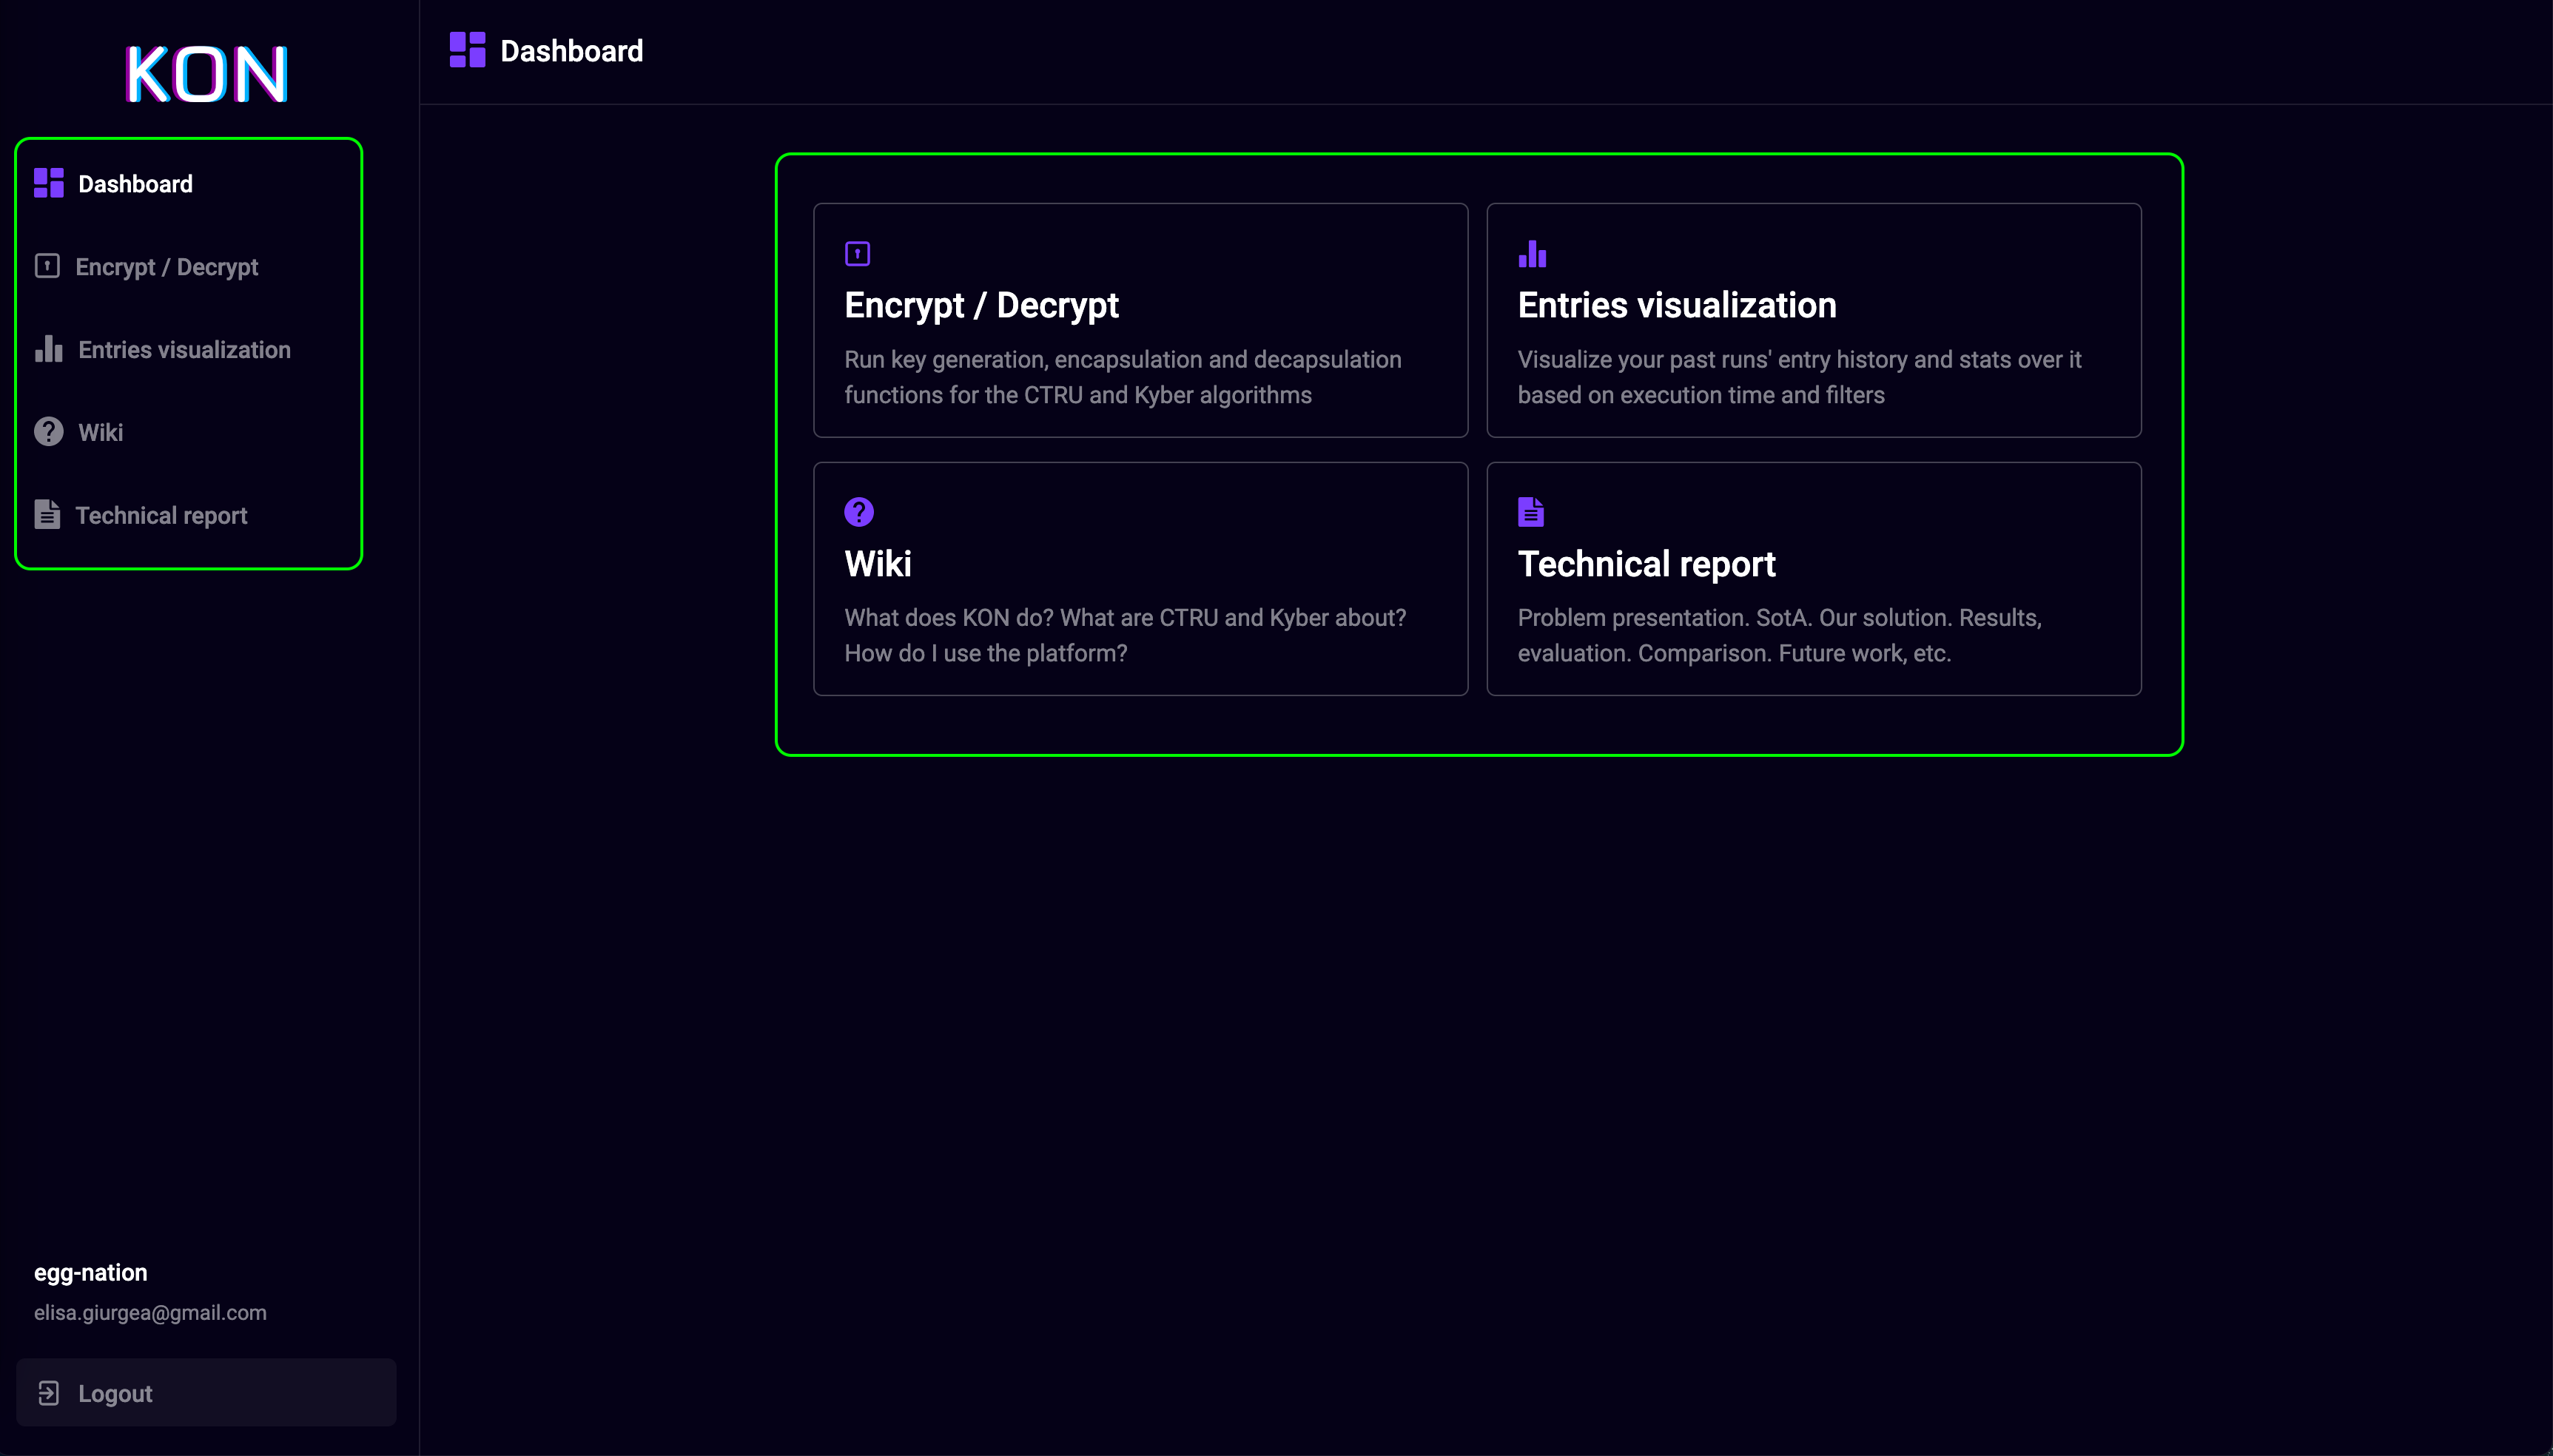 KON
Dashboard
Encrypt / Decrypt
Entries visualization
Wiki
Technical report
egg-nation
elisa.giurgea@gmail.com
Logout
Dashboard
Encrypt / Decrypt
Run key generation, encapsulation and decapsulation
functions for the CTRU and Kyber algorithms
Entries visualization
Visualize your past runs' entry history and stats over it
based on execution time and filters
Wiki
What does KON do? What are CTRU and Kyber about?
How do I use the platform?
Technical report
Problem presentation. SotA. Our solution. Results,
evaluation. Comparison. Future work, etc.